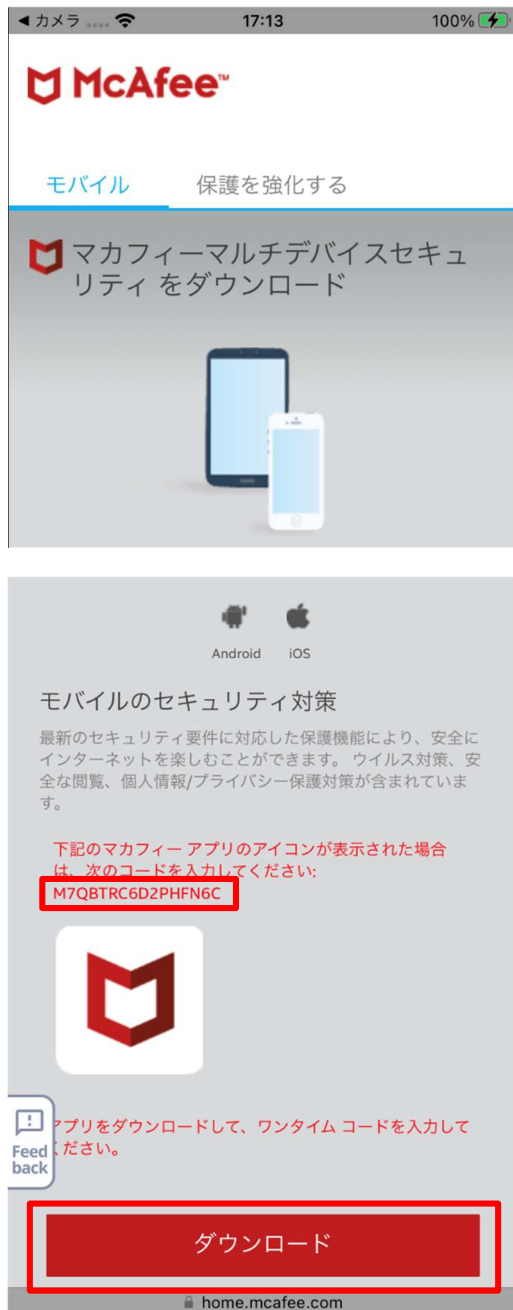 カメラ
17:13
100%
McAfee™
モバイル 保護を強化する
マカフィーマルチデバイスセキュ
リティ をダウンロード
Android iOS
モバイルのセキュリティ対策
最新のセキュリティ要件に対応した保護機能により、安全に
インターネットを楽しむことができます。 ウイルス対策、安
全な閲覧、個人情報/プライバシー保護対策が含まれていま
す。
下記のマカフィー アプリのアイコンが表示された場合
は、次のコードを入力してください:
M7QBTRC6D2PHFN6C
アプリをダウンロードして、ワンタイム コードを入力して
ください。
Feed
back
ダウンロード
home.mcafee.com